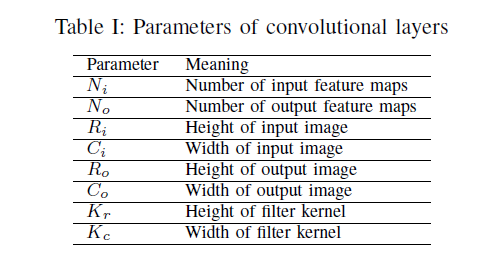 Table I: Parameters of convolutional layers
Parameter Meaning
N_i Number of input feature maps
N_o Number of output feature maps
R_i Height of input image
C_i Width of input image
R_o Height of output image
C_o Width of output image
K_r Height of filter kernel
K_c Width of filter kernel